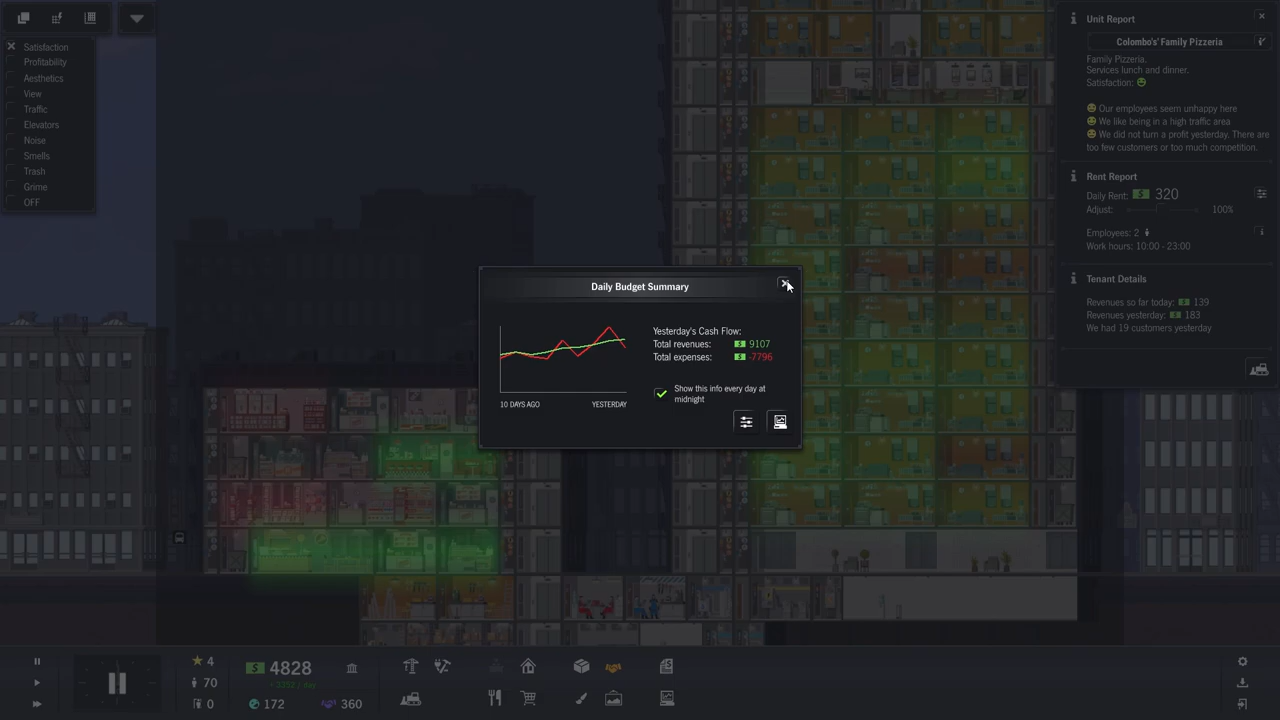 Satisfaction
Profitability
Aesthetics
View
Traffic
Elevators
Noise
Smells
Trash
Grime
OFF
Daily Budget Summary
Yesterday's Cash Flow:
Total revenues: 9107
Total expenses: -7796
Show this info every day at
midnight
10 DAYS AGO
YESTERDAY
Unit Report
Colombo's' Family Pizzeria
Family Pizzeria.
Services lunch and dinner.
Satisfaction:
Our employees seem unhappy here
We like being in a high traffic area
We did not turn a profit yesterday. There are
too few customers or too much competition.
Rent Report
Daily Rent: 320
Adjust: 100%
Employees: 2
Work hours: 10:00 - 23:00
Tenant Details
Revenues so far today: 139
Revenues yesterday: 183
We had 19 customers yesterday
4
70
0
4828
172
360